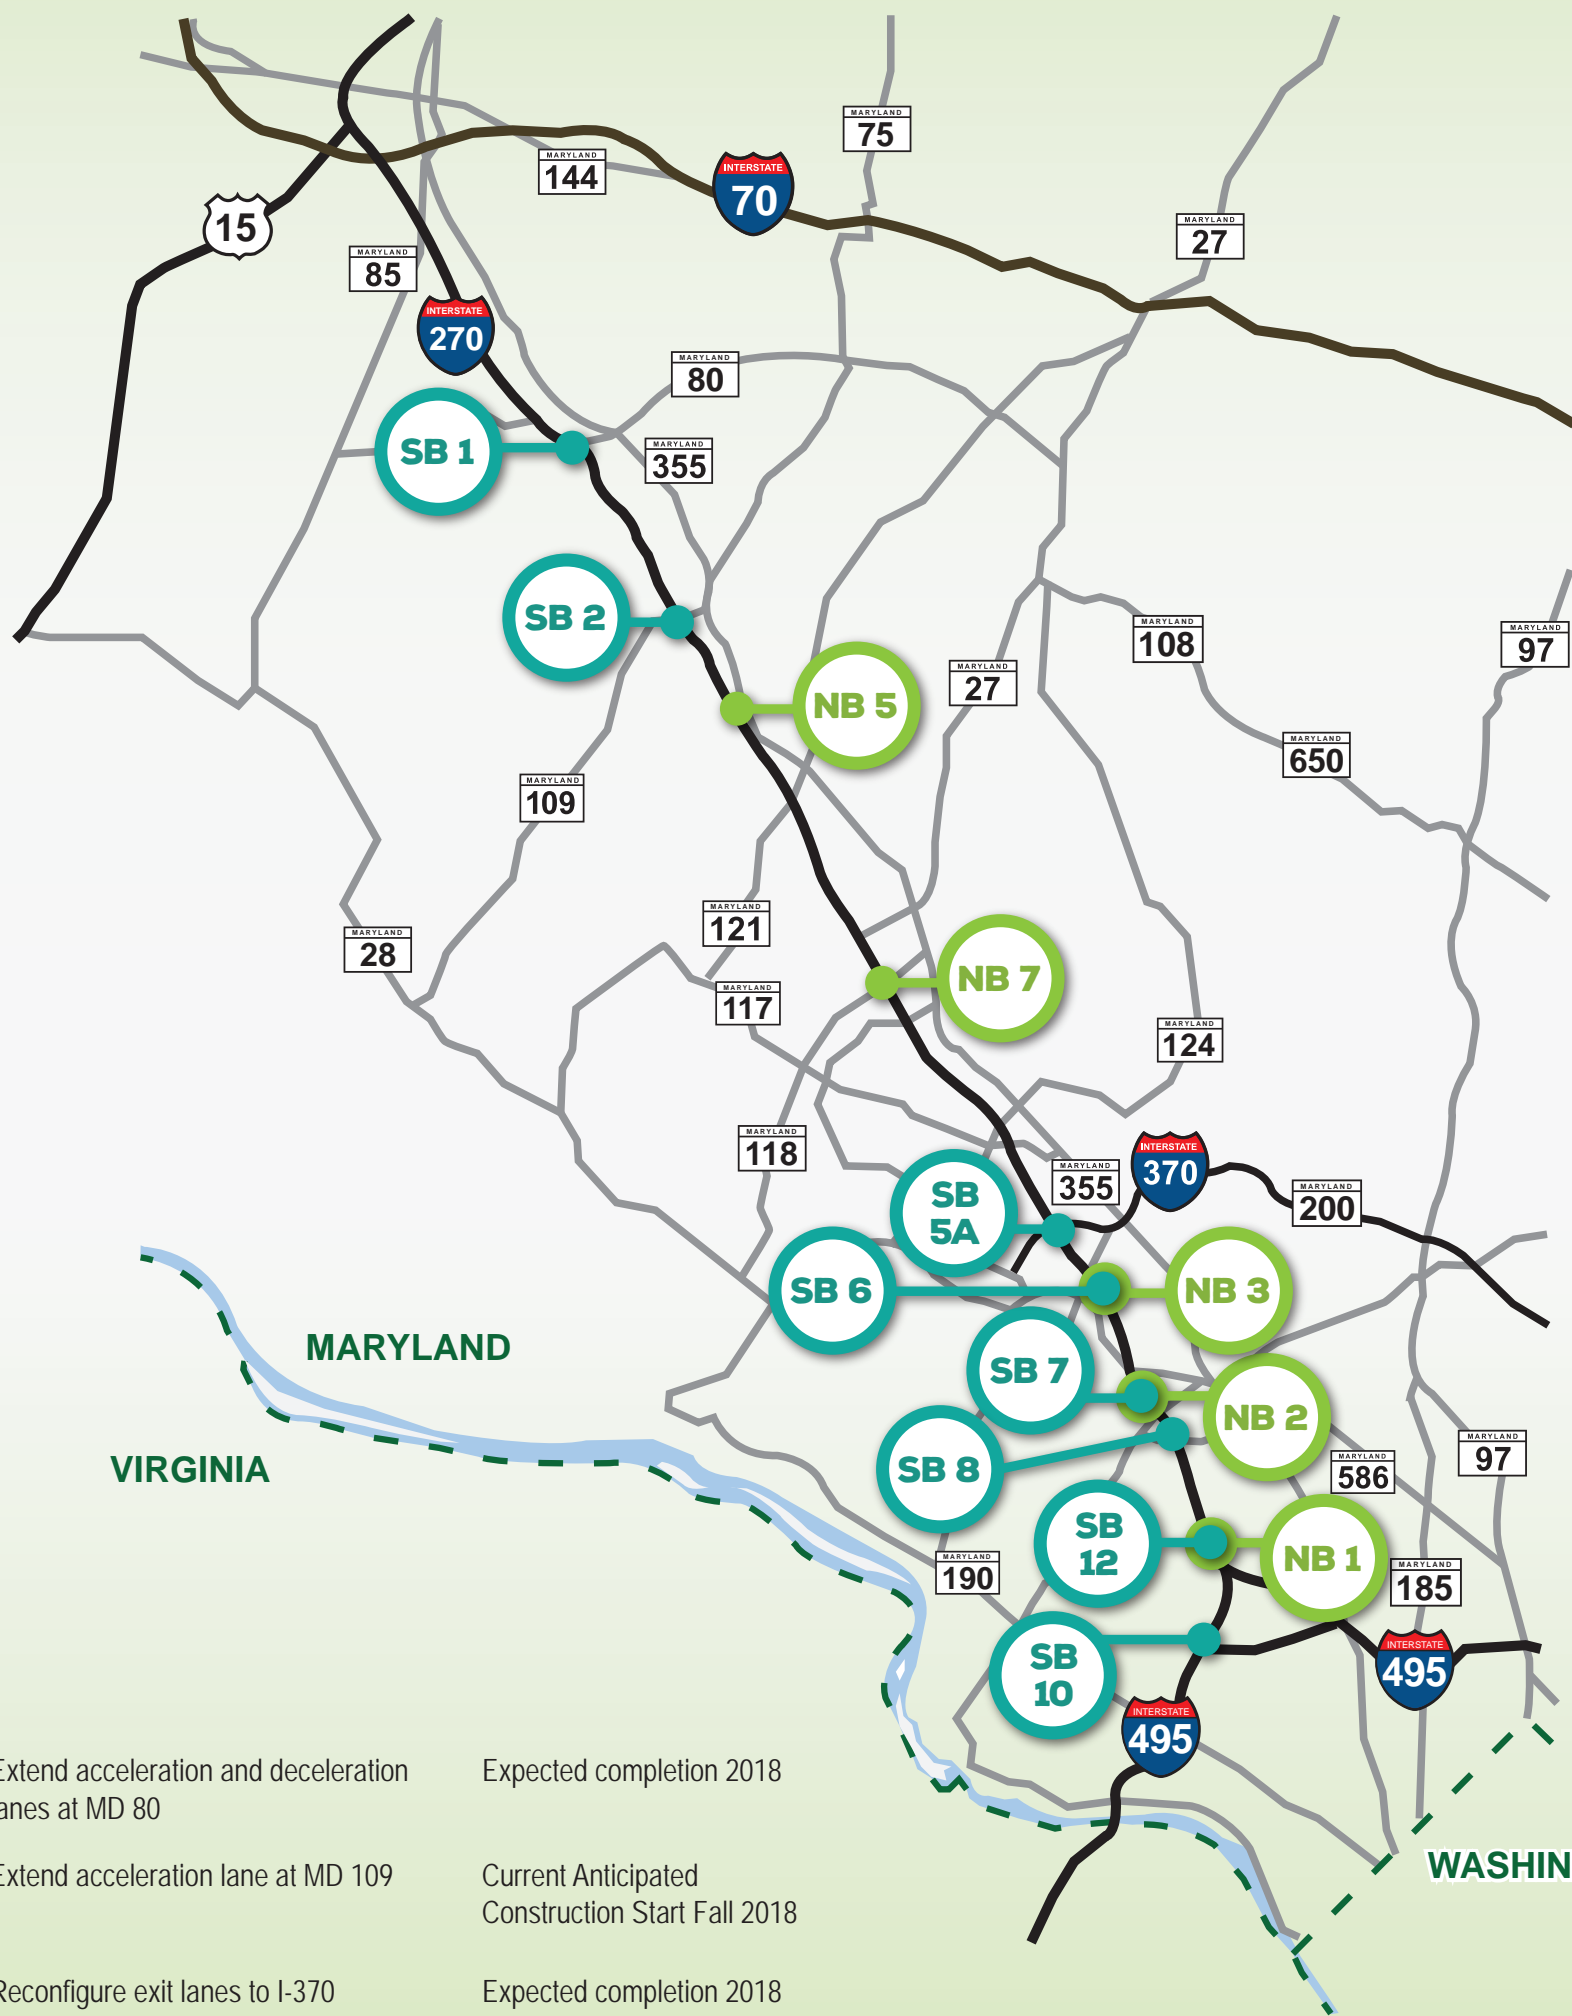 MARYLAND
75
MARYLAND
144
INTERSTATE
70
15
MARYLAND
27
MARYLAND
85
INTERSTATE
270
MARYLAND
80
SB 1
MARYLAND
355
SB 2
MARYLAND
108
MARYLAND
97
MARYLAND
27
NB 5
MARYLAND
650
MARYLAND
109
MARYLAND
121
MARYLAND
28
NB 7
MARYLAND
117
MARYLAND
124
MARYLAND
118
INTERSTATE
370
MARYLAND
355
MARYLAND
200
SB
5A
SB 6
NB 3
MARYLAND
SB 7
NB 2
VIRGINIA
SB 8
MARYLAND
586
MARYLAND
97
SB
12
NB 1
MARYLAND
190
MARYLAND
185
SB
10
INTERSTATE
495
INTERSTATE
495
Extend acceleration and deceleration
lanes at MD 80
Expected completion 2018
WASHIN
Extend acceleration lane at MD 109
Current Anticipated
Construction Start Fall 2018
Reconfigure exit lanes to I-370
Expected completion 2018